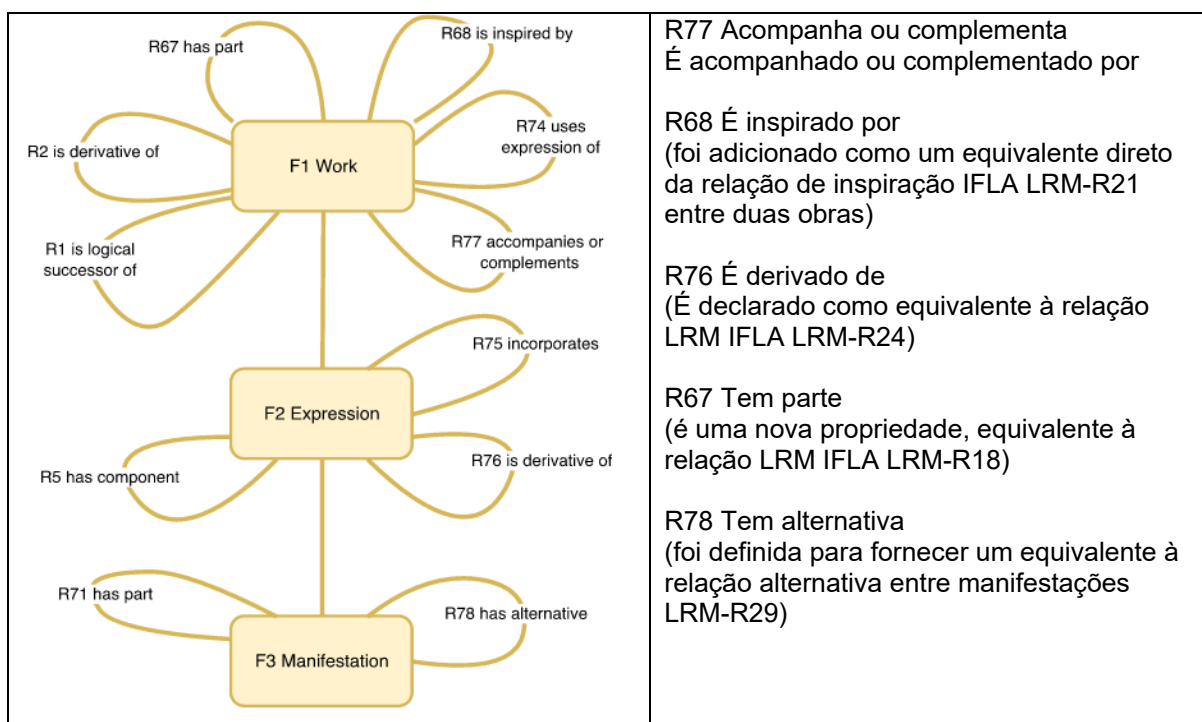 R67 has part
R68 is inspired by
R2 is derivative of
F1 Work
R74 uses
expression of
R1 is logical
successor of
R77 accompanies or
complements
R75 incorporates
F2 Expression
R5 has component
R76 is derivative of
R71 has part
R78 has alternative
F3 Manifestation
R77 Acompanha ou complementa
É acompanhado ou complementado por
R68 É inspirado por
(foi adicionado como um equivalente direto
da relação de inspiração IFLA LRM-R21
entre duas obras)
R76 É derivado de
(É declarado como equivalente à relação
LRM IFLA LRM-R24)
R67 Tem parte
(é uma nova propriedade, equivalente à
relação LRM IFLA LRM-R18)
R78 Tem alternativa
(foi definida para fornecer um equivalente à
relação alternativa entre manifestações
LRM-R29)